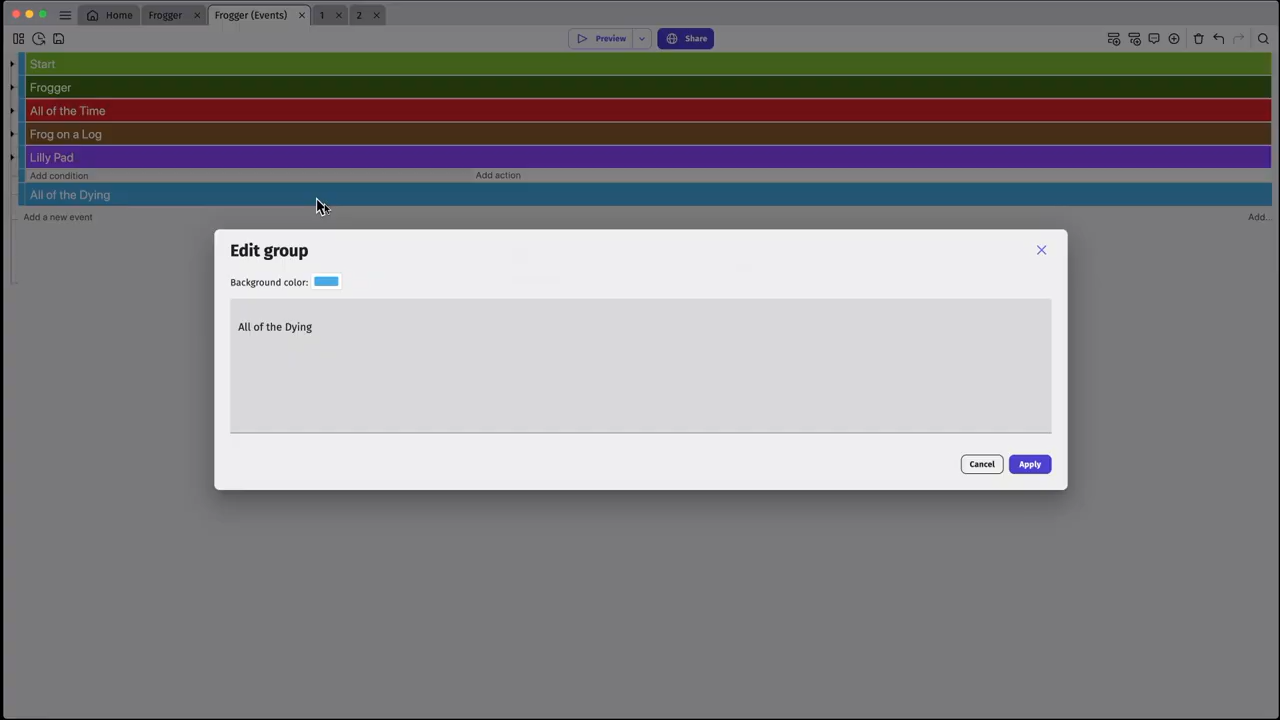 Home
Frogger
Frogger (Events)
1
2
Preview
Share
Start
Frogger
All of the Time
Frog on a Log
Lilly Pad
Add condition
Add action
All of the Dying
Add a new event
Add...
Edit group
Background color:
All of the Dying
Cancel
Apply